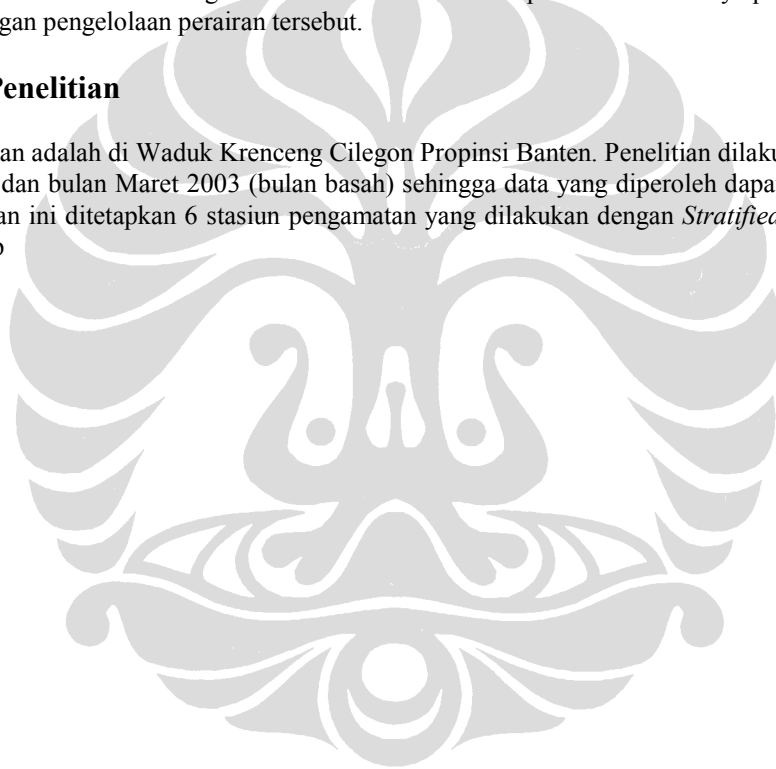 gan pengelolaan perairan tersebut.
Penelitian
an adalah di Waduk Krenceng Cilegon Propinsi Banten. Penelitian dilaku
dan bulan Maret 2003 (bulan basah) sehingga data yang diperoleh dapa
an ini ditetapkan 6 stasiun pengamatan yang dilakukan dengan Stratified